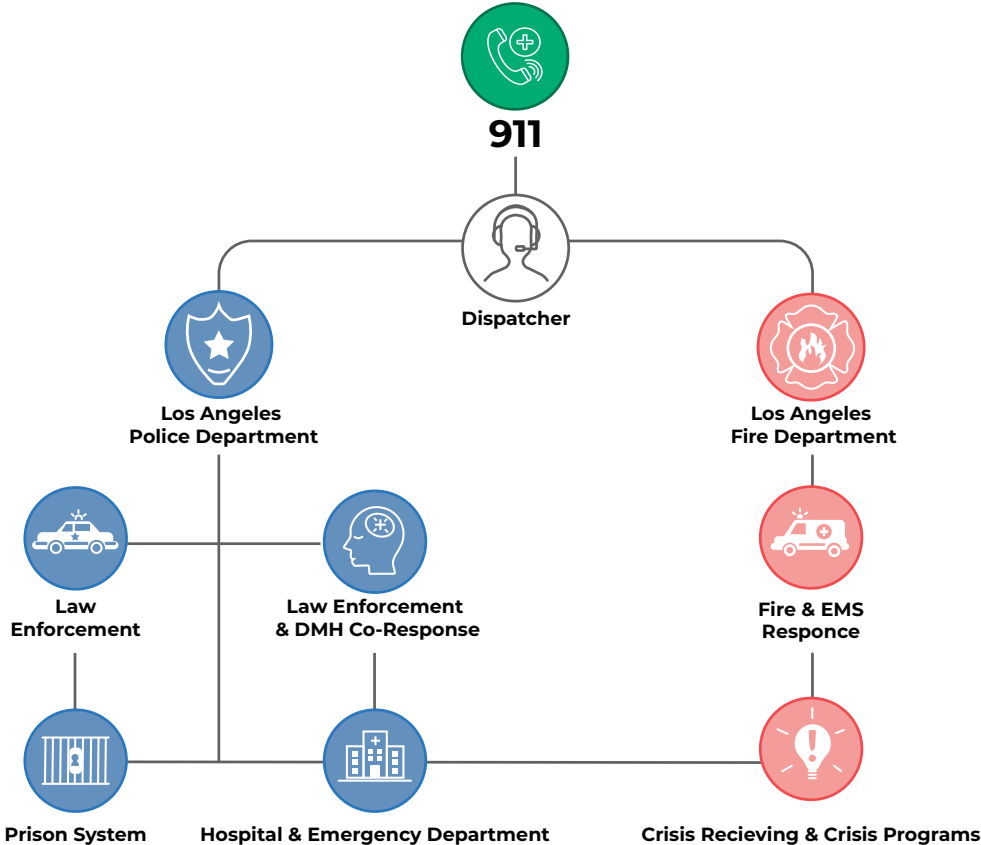 911
Dispatcher
Los Angeles
Police Department
Los Angeles
Fire Department
Law
Enforcement
Law Enforcement
& DMH Co-Response
Fire & EMS
Responce
Prison System
Hospital & Emergency Department
Crisis Recieving & Crisis Programs